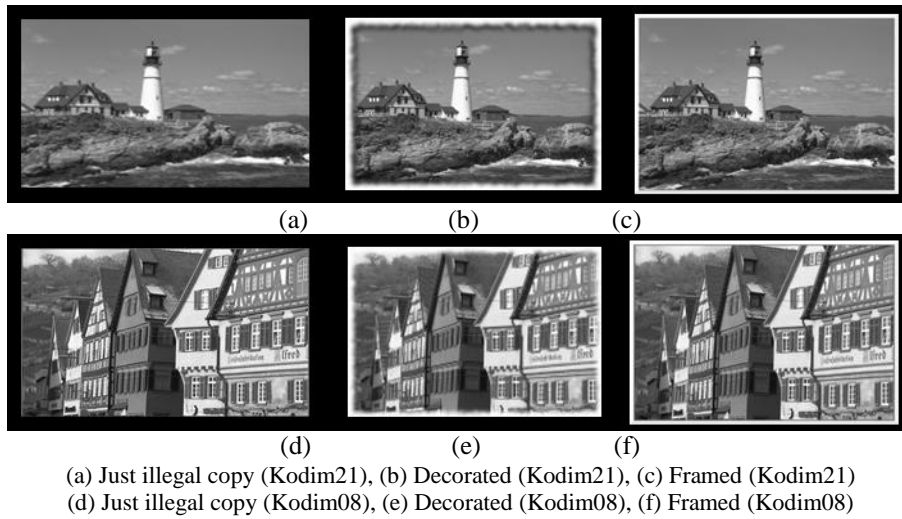 (a) (b) (c)
(d) (e) (f)
(a) Just illegal copy (Kodim21), (b) Decorated (Kodim21), (c) Framed (Kodim21)
(d) Just illegal copy (Kodim08), (e) Decorated (Kodim08), (f) Framed (Kodim08)